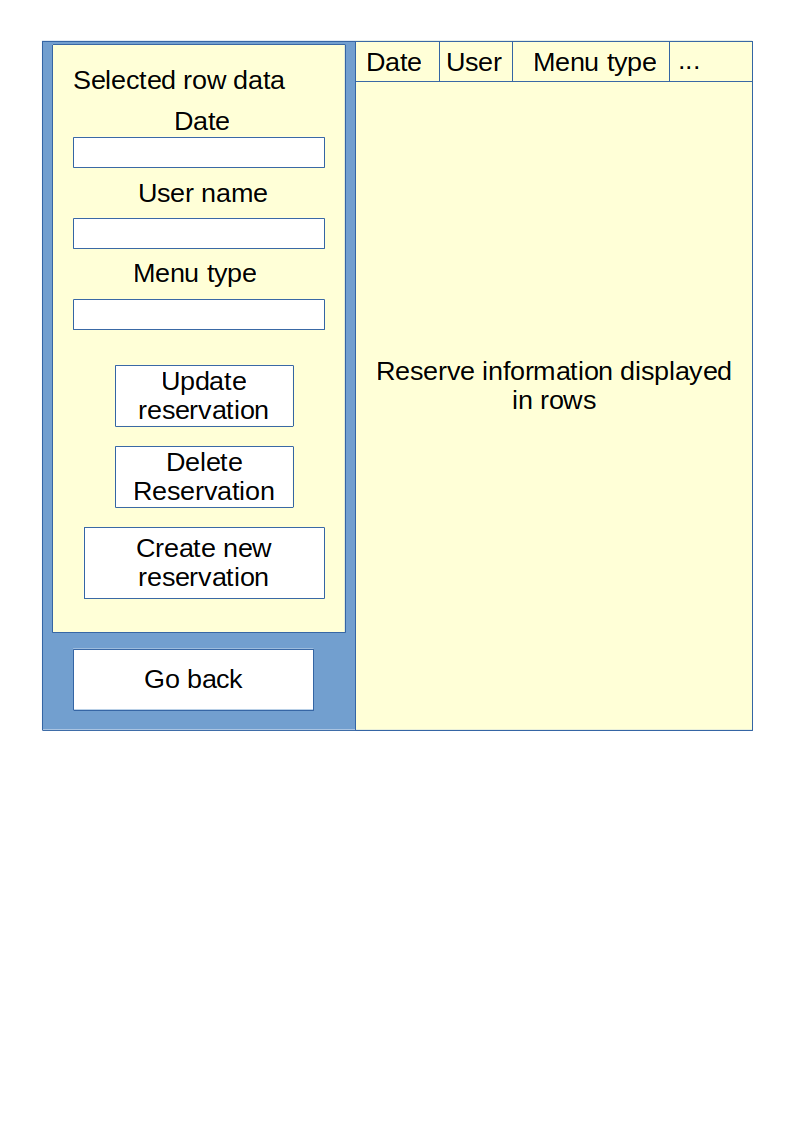 Selected row data
Date
User name
Menu type
Update
reservation
Delete
Reservation
Create new
reservation
Go back
Date User Menu type ...
Reserve information displayed
in rows